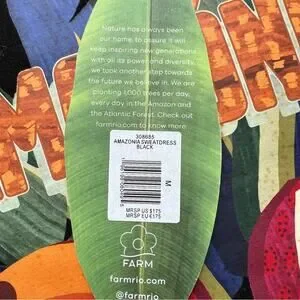 Nature has always been
our home, to assure it will
keep inspiring new generations
with all its power and diversity,
we took another step towards
the future we believe in. We are
planting 1,000 trees per day,
every day in the Amazon and
the Atlantic Forest. Check out
farmrio.com to know more.
308685
AMAZONIA SWEATDRESS
BLACK
M
MRSP US $175
MRSP EU €175
FARM
farmrio.com
@farmrio